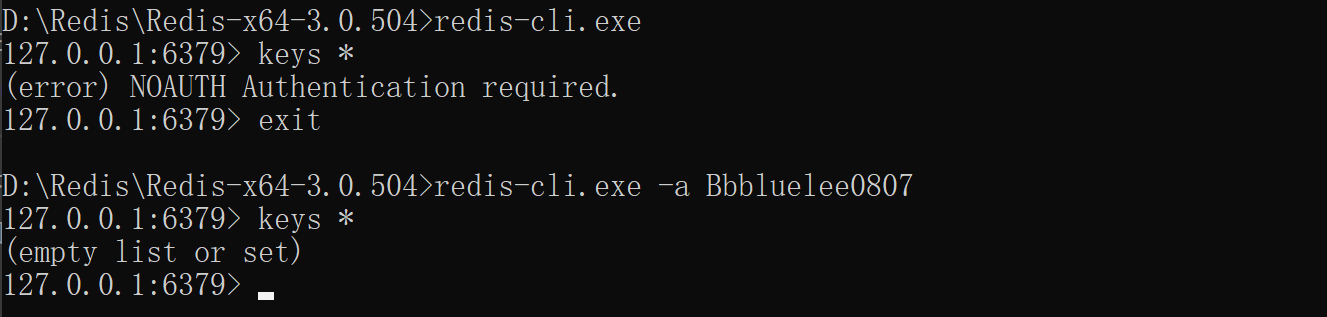 D:\Redis\Redis-x64-3.0.504>redis-cli.exe
127.0.0.1:6379> keys *
(error) NOAUTH Authentication required.
127.0.0.1:6379> exit
D:\Redis\Redis-x64-3.0.504>redis-cli.exe -a Bbbluelee0807
127.0.0.1:6379> keys *
(empty list or set)
127.0.0.1:6379>